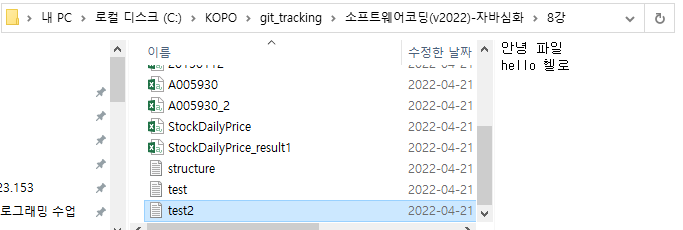 내 PC > 로컬 디스크 (C:) > KOPO > git_tracking > 소프트웨어코딩(v2022)-자바심화 > 8강
이름 수정한 날짜
2022-04-21
A005930 2022-04-21
A005930_2 2022-04-21
StockDailyPrice 2022-04-21
StockDailyPrice_result1 2022-04-21
structure 2022-04-21
test 2022-04-21
test2 2022-04-21
23.153
로그래밍 수업
안녕 파일
hello 헬로